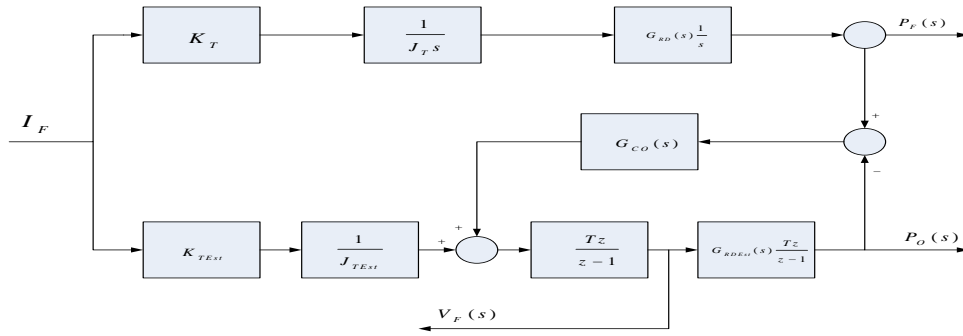 K_T
1/(J_T s)
G_RD(s) 1/s
P_F(s)
I_F
+
G_CO(s)
−
+
+
K_TEst
1/J_TEst
Tz/(z − 1)
G_RDEst(s) Tz/(z − 1)
P_O(s)
V_F(s)